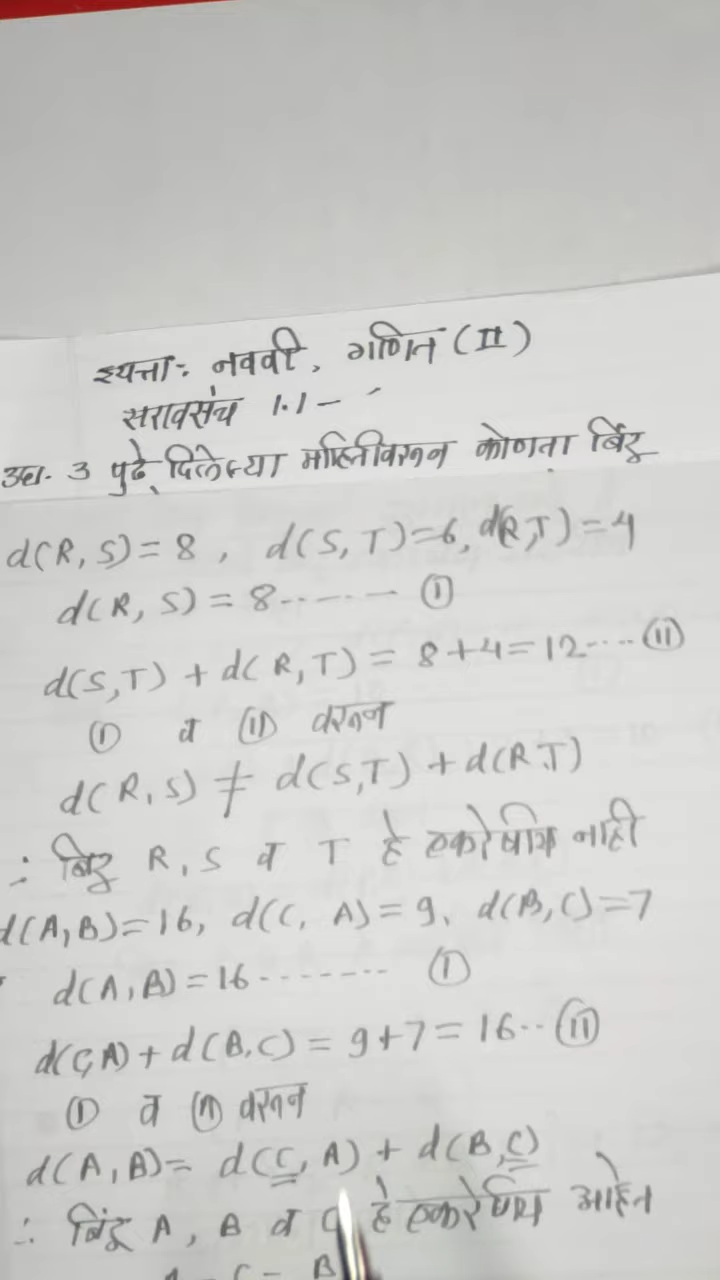 इयत्ता: नववी, गणित (II)
सरावसंच 1.1 -
उदा. 3 पुढे दिलेल्या माहितीवरून कोणता बिंदू
d(R, S) = 8, d(S, T) = 6, d(R, T) = 4
d(R, S) = 8 ....... (I)
d(S, T) + d(R, T) = 8 + 4 = 12 .... (II)
(I) व (II) वरून
d(R, S) ≠ d(S, T) + d(R, T)
∴ बिंदू R, S व T हे एकरेषीय नाही
d(A, B) = 16, d(C, A) = 9, d(B, C) = 7
d(A, B) = 16 ....... (I)
d(C, A) + d(B, C) = 9 + 7 = 16 .. (II)
(I) व (II) वरून
d(A, B) = d(C, A) + d(B, C)
∴ बिंदू A, B व C हे एकरेषीय आहेत
A - C - B